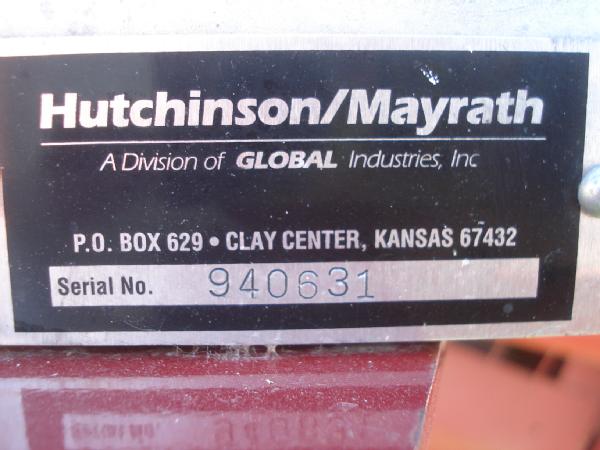 Hutchinson/Mayrath
A Division of GLOBAL Industries, Inc
P.O. BOX 629 • CLAY CENTER, KANSAS 67432
Serial No. 940631